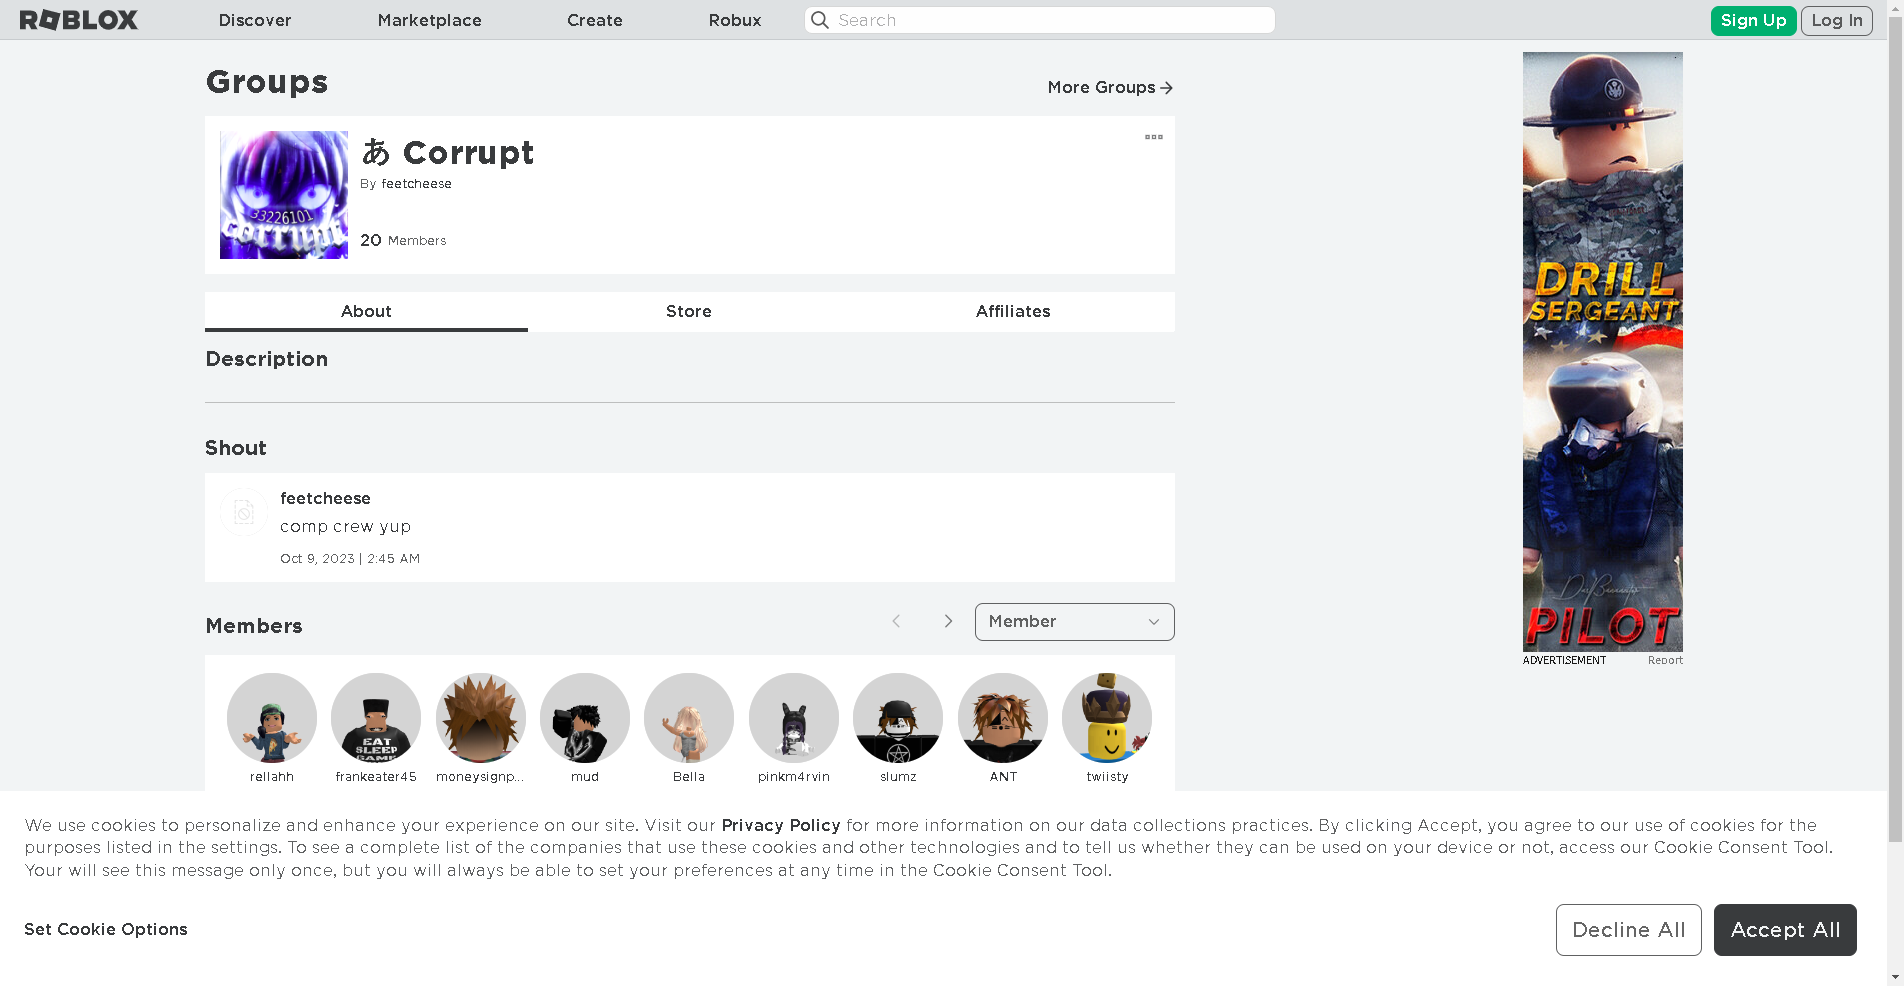 ROBLOX
Discover
Marketplace
Create
Robux
Search
Sign Up
Log In
Groups
More Groups
33226101
corrupt
あ Corrupt
By feetcheese
20 Members
About
Store
Affiliates
Description
Shout
feetcheese
comp crew yup
Oct 9, 2023 | 2:45 AM
Members
Member
EAT
SLEEP
GAME
rellahh
frankeater45
moneysignp...
mud
Bella
pinkm4rvin
slumz
ANT
twiisty
DRILL
SERGEANT
CAVIAR
PILOT
ADVERTISEMENT
Report
We use cookies to personalize and enhance your experience on our site. Visit our Privacy Policy for more information on our data collections practices. By clicking Accept, you agree to our use of cookies for the
purposes listed in the settings. To see a complete list of the companies that use these cookies and other technologies and to tell us whether they can be used on your device or not, access our Cookie Consent Tool.
Your will see this message only once, but you will always be able to set your preferences at any time in the Cookie Consent Tool.
Set Cookie Options
Decline All
Accept All